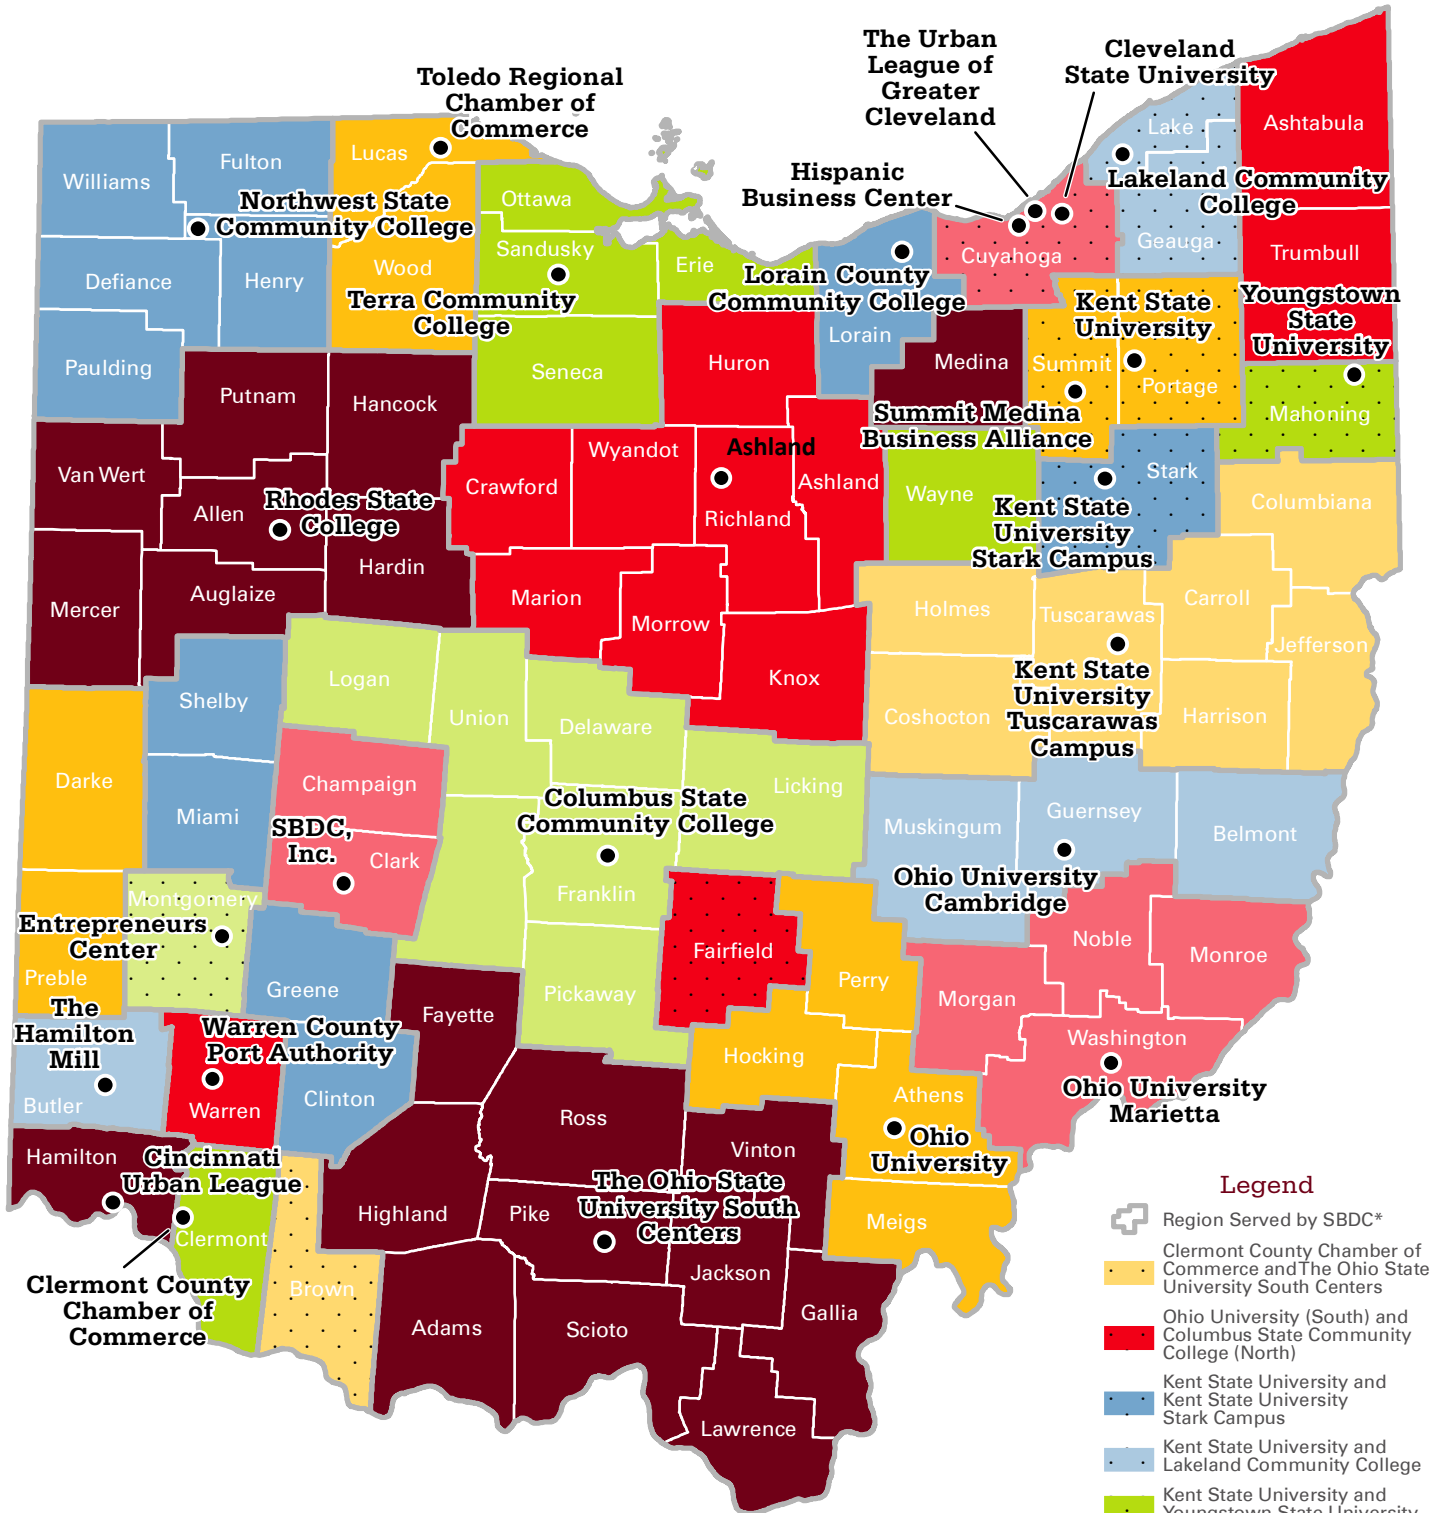 The Urban
League of
Greater
Cleveland
Cleveland
State University
Toledo Regional
Chamber of
Commerce
Hispanic
Business Center
Lake
Ashtabula
Lucas
Fulton
Williams
Lakeland Community
College
Northwest State
Community College
Ottawa
Geauga
Trumbull
Sandusky
Cuyahoga
Erie
Wood
Defiance
Henry
Lorain County
Community College
Terra Community
College
Kent State
University
Youngstown
State
University
Lorain
Medina
Summit
Portage
Huron
Seneca
Paulding
Putnam
Hancock
Mahoning
Summit Medina
Business Alliance
Ashland
Wyandot
Van Wert
Crawford
Ashland
Wayne
Stark
Columbiana
Rhodes State
College
Allen
Richland
Kent State
University
Stark Campus
Hardin
Auglaize
Mercer
Marion
Morrow
Holmes
Tuscarawas
Carroll
Jefferson
Kent State
University
Tuscarawas
Campus
Knox
Logan
Shelby
Union
Delaware
Coshocton
Harrison
Darke
Champaign
Licking
Miami
Columbus State
Community College
SBDC,
Inc.
Clark
Muskingum
Guernsey
Belmont
Franklin
Ohio University
Cambridge
Montgomery
Entrepreneurs
Center
Preble
Greene
Fairfield
Perry
Noble
Monroe
Pickaway
Morgan
Fayette
The
Hamilton
Mill
Warren County
Port Authority
Hocking
Washington
Butler
Warren
Clinton
Athens
Ohio University
Marietta
Ross
Vinton
Ohio
University
Hamilton
Cincinnati
Urban League
The Ohio State
University South
Centers
Highland
Pike
Meigs
Clermont
Jackson
Brown
Clermont County
Chamber of
Commerce
Adams
Scioto
Gallia
Lawrence
Legend
Region Served by SBDC*
Clermont County Chamber of
Commerce and The Ohio State
University South Centers
Ohio University (South) and
Columbus State Community
College (North)
Kent State University and
Kent State University
Stark Campus
Kent State University and
Lakeland Community College
Kent State University and
Youngstown State University